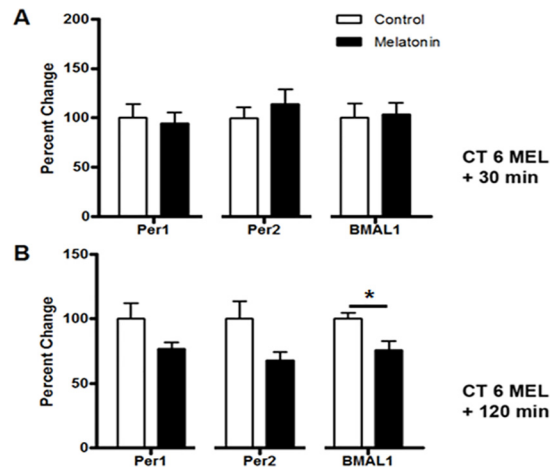 A
Control
Melatonin
Percent Change
200
150
100
50
0
Per1
Per2
BMAL1
CT 6 MEL
+ 30 min
B
Percent Change
150
100
50
0
*
Per1
Per2
BMAL1
CT 6 MEL
+ 120 min